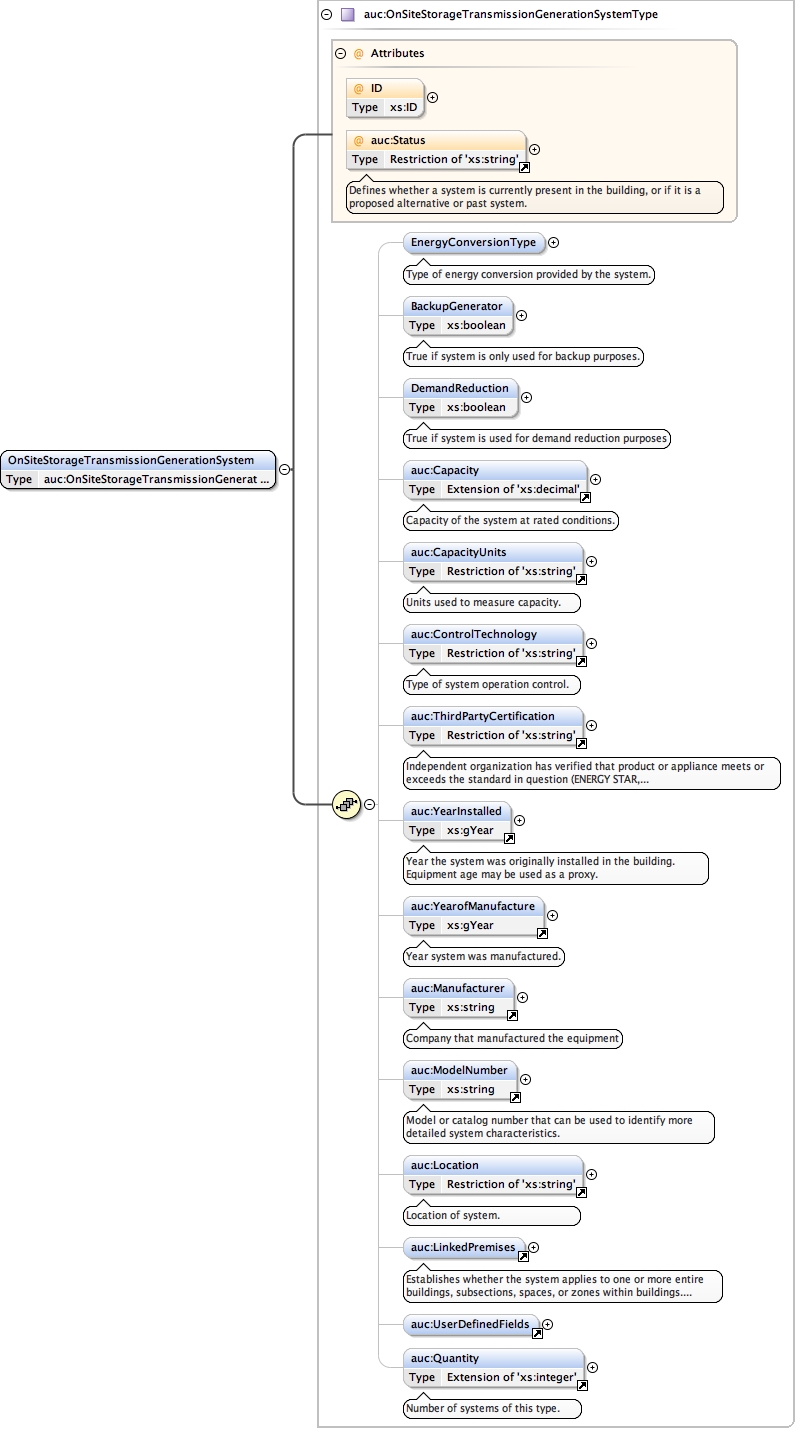 auc:OnSiteStorageTransmissionGenerationSystemType
@ Attributes
@ ID
Type xs:ID
@ auc:Status
Type Restriction of 'xs:string'
Defines whether a system is currently present in the building, or if it is a
proposed alternative or past system.
EnergyConversionType
Type of energy conversion provided by the system.
BackupGenerator
Type xs:boolean
True if system is only used for backup purposes.
DemandReduction
Type xs:boolean
True if system is used for demand reduction purposes
OnSiteStorageTransmissionGenerationSystem
Type auc:OnSiteStorageTransmissionGenerat ...
auc:Capacity
Type Extension of 'xs:decimal'
Capacity of the system at rated conditions.
auc:CapacityUnits
Type Restriction of 'xs:string'
Units used to measure capacity.
auc:ControlTechnology
Type Restriction of 'xs:string'
Type of system operation control.
auc:ThirdPartyCertification
Type Restriction of 'xs:string'
Independent organization has verified that product or appliance meets or
exceeds the standard in question (ENERGY STAR,...
auc:YearInstalled
Type xs:gYear
Year the system was originally installed in the building.
Equipment age may be used as a proxy.
auc:YearofManufacture
Type xs:gYear
Year system was manufactured.
auc:Manufacturer
Type xs:string
Company that manufactured the equipment
auc:ModelNumber
Type xs:string
Model or catalog number that can be used to identify more
detailed system characteristics.
auc:Location
Type Restriction of 'xs:string'
Location of system.
auc:LinkedPremises
Establishes whether the system applies to one or more entire
buildings, subsections, spaces, or zones within buildings....
auc:UserDefinedFields
auc:Quantity
Type Extension of 'xs:integer'
Number of systems of this type.